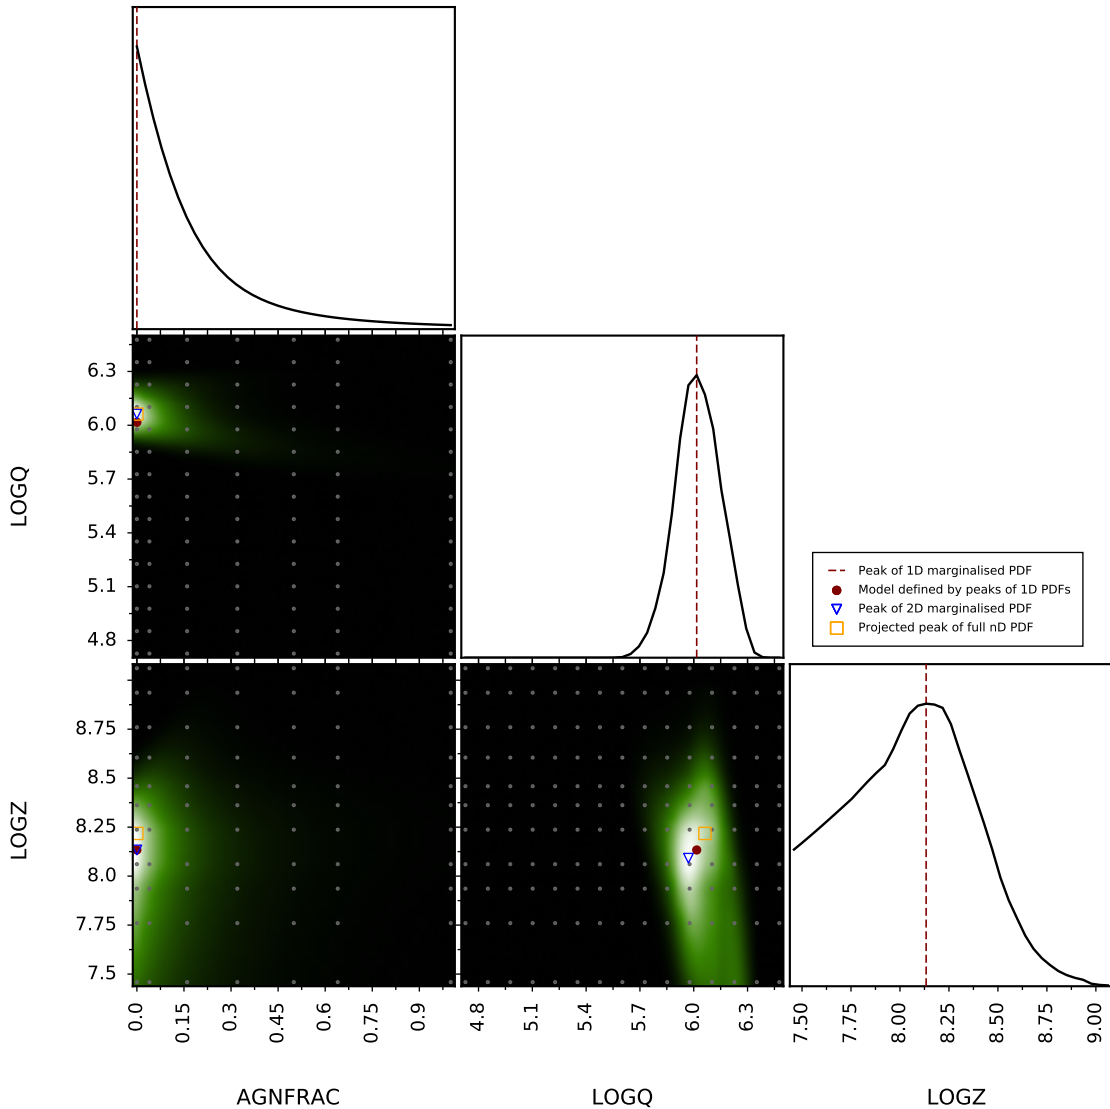 6.3
6.0
5.7
5.4
5.1
4.8
LOGQ
Peak of 1D marginalised PDF
Model defined by peaks of 1D PDFs
Peak of 2D marginalised PDF
Projected peak of full nD PDF
8.75
8.5
8.25
8.0
7.75
7.5
LOGZ
0.0 0.15 0.3 0.45 0.6 0.75 0.9
4.8 5.1 5.4 5.7 6.0 6.3
7.50 7.75 8.00 8.25 8.50 8.75 9.00
AGNFRAC
LOGQ
LOGZ